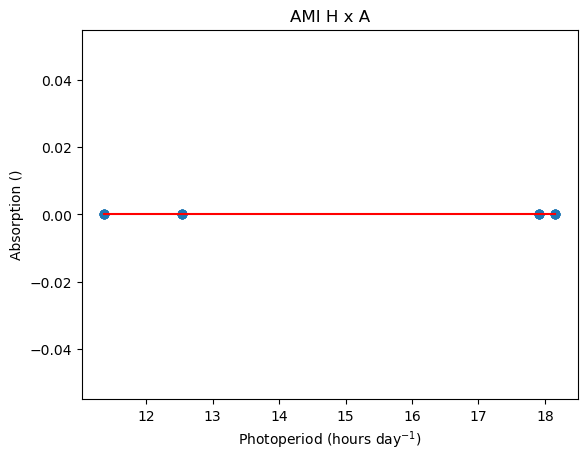 AMI H x A
0.04
0.02
0.00
−0.02
−0.04
Absorption ()
12 13 14 15 16 17 18
Photoperiod (hours day⁻¹)